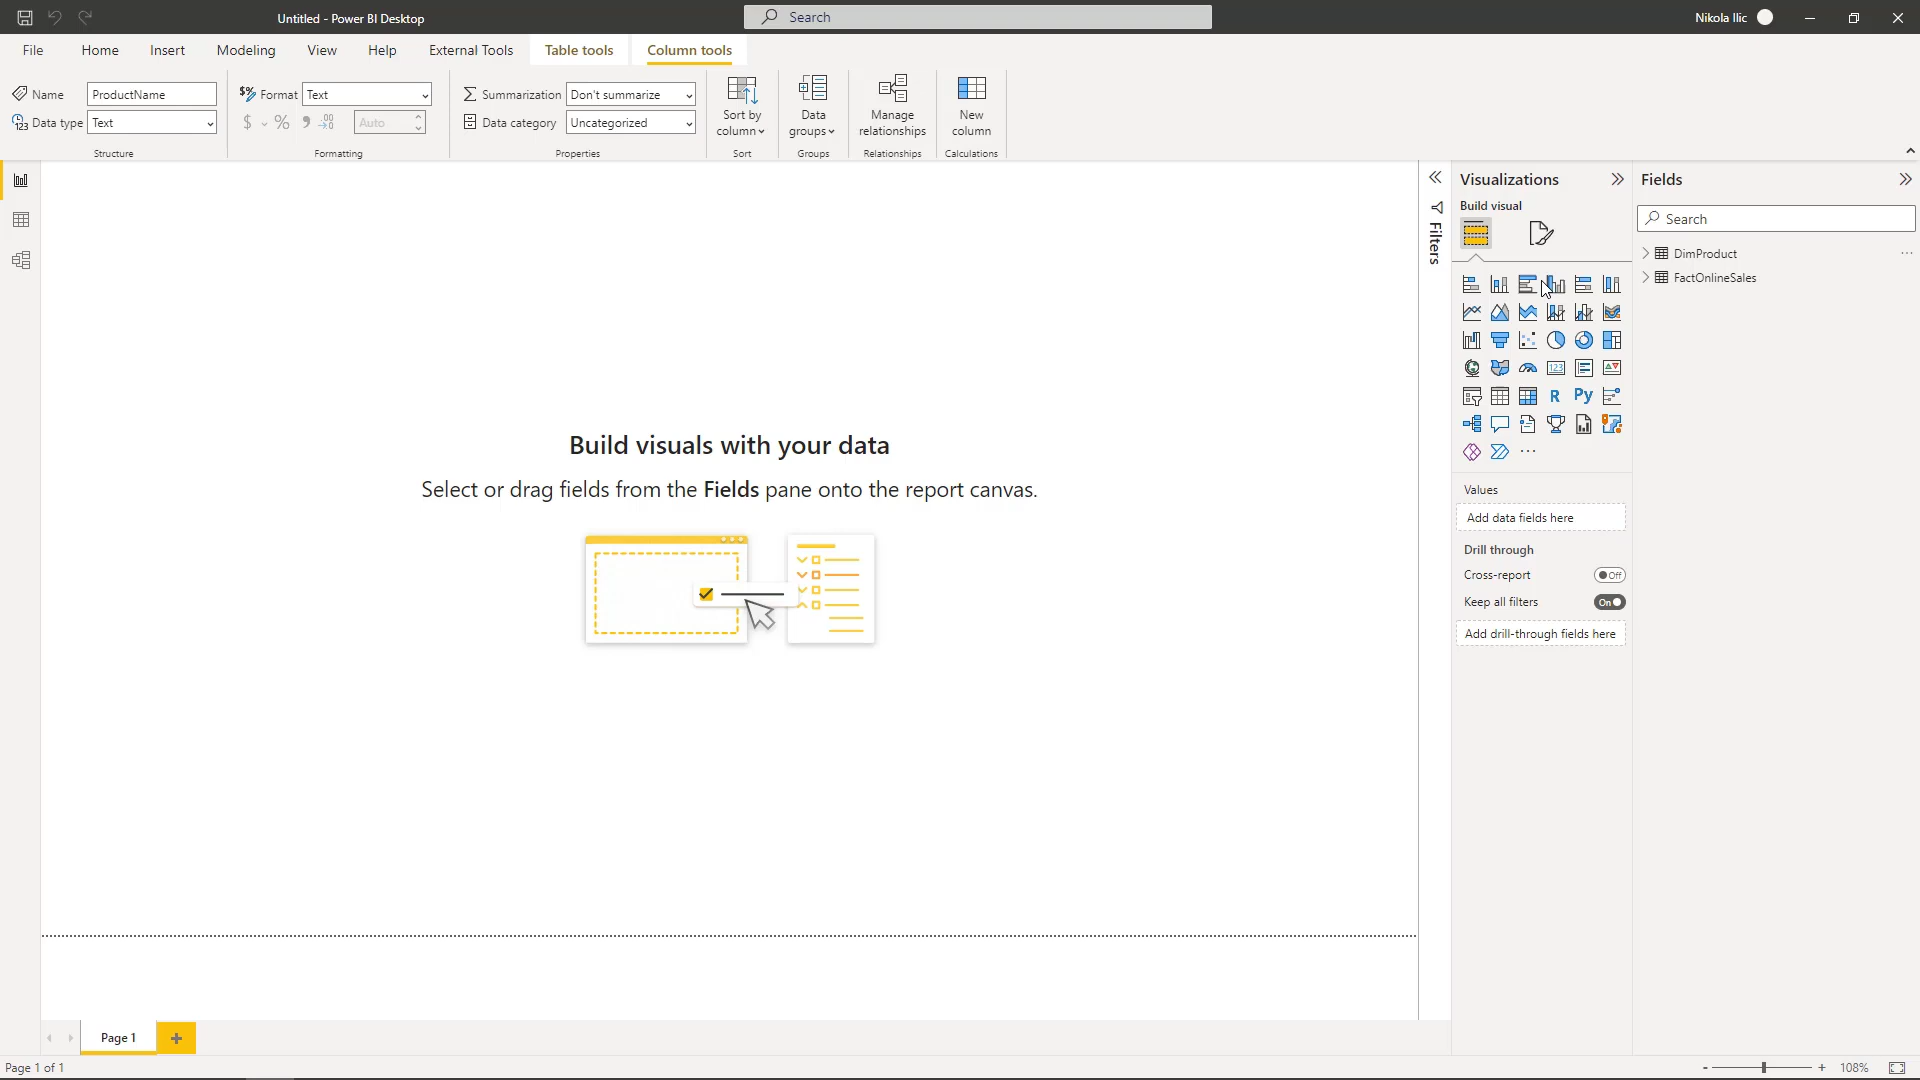 Untitled - Power BI Desktop
Search
Nikola Ilic
File
Home
Insert
Modeling
View
Help
External Tools
Table tools
Column tools
Name
ProductName
Data type
Text
Structure
$% Format
Text
$
%
9
.00
Auto
Formatting
Summarization
Don't summarize
Data category
Uncategorized
Properties
Sort by
column
Sort
Data
groups
Groups
Manage
relationships
Relationships
New
column
Calculations
Filters
Visualizations
Build visual
123
R
Py
...
Values
Add data fields here
Drill through
Cross-report
Off
Keep all filters
On
Add drill-through fields here
Fields
Search
DimProduct
...
FactOnlineSales
Build visuals with your data
Select or drag fields from the Fields pane onto the report canvas.
Page 1
+
Page 1 of 1
-
+
108%